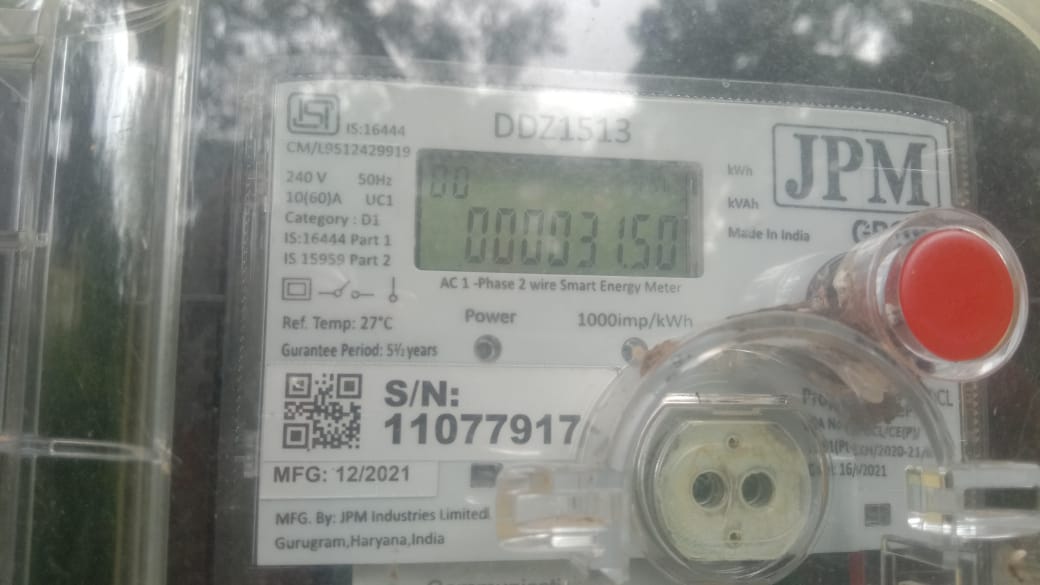 ISI
IS:16444
CM/L9512429919
DDZ1513
240 V 50Hz
10(60)A UC1
Category : D1
IS:16444 Part 1
IS 15959 Part 2
00
00000931.50
kWh
kVAh
Made In India
JPM
AC 1 -Phase 2 wire Smart Energy Meter
Ref. Temp: 27°C
Power
1000imp/kWh
Gurantee Period: 5½ years
S/N:
11077917
MFG: 12/2021
MFG. By: JPM Industries Limited
Gurugram,Haryana,India